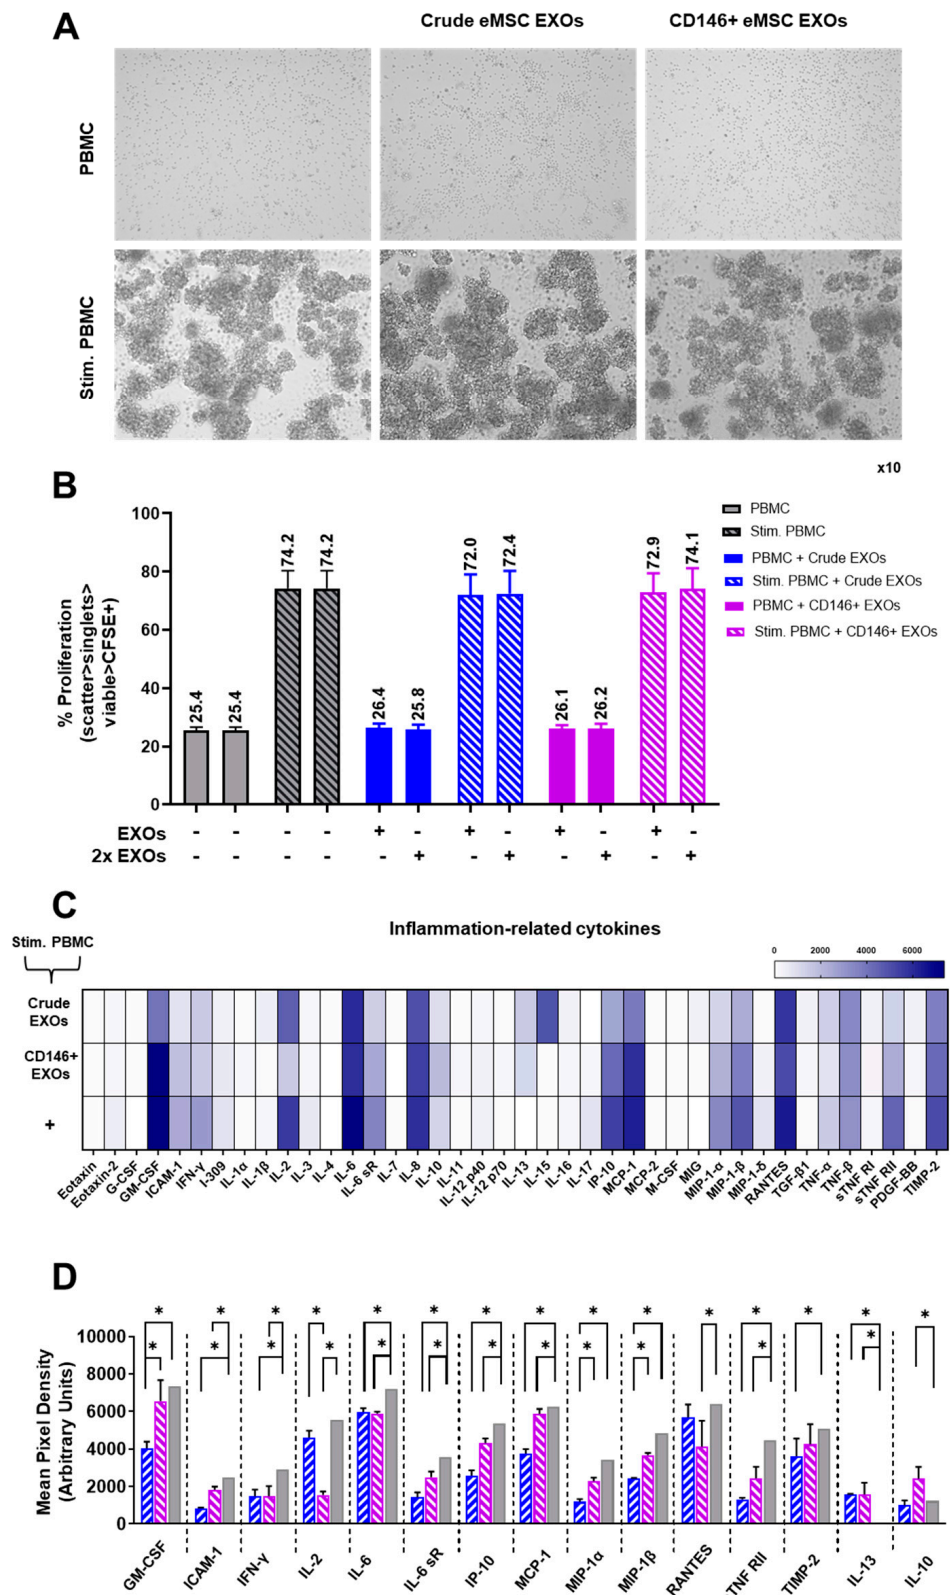 A
Crude eMSC EXOs
CD146+ eMSC EXOs
PBMC
Stim. PBMC
x10
B
% Proliferation
(scatter>singlets>
viable>CFSE+)
100
80
60
40
20
0
25.4
25.4
74.2
74.2
26.4
25.8
72.0
72.4
26.1
26.2
72.9
74.1
PBMC
Stim. PBMC
PBMC + Crude EXOs
Stim. PBMC + Crude EXOs
PBMC + CD146+ EXOs
Stim. PBMC + CD146+ EXOs
EXOs - - - - + - + - + - + -
2x EXOs - - - - - + - + - + - +
C
Inflammation-related cytokines
Stim. PBMC
0 2000 4000 6000
Crude
EXOs
CD146+
EXOs
+
Eotaxin
Eotaxin-2
G-CSF
GM-CSF
ICAM-1
IFN-γ
I-309
IL-1α
IL-1β
IL-2
IL-3
IL-4
IL-6
IL-6 sR
IL-7
IL-8
IL-10
IL-11
IL-12 p40
IL-12 p70
IL-13
IL-15
IL-16
IL-17
IP-10
MCP-1
MCP-2
M-CSF
MIG
MIP-1-α
MIP-1-β
MIP-1-δ
RANTES
TGF-β1
TNF-α
TNF-β
sTNF RI
sTNF RII
PDGF-BB
TIMP-2
D
* * * * * * * * * * * * * * *
* * * * * * * * *
Mean Pixel Density
(Arbitrary Units)
10000
8000
6000
4000
2000
0
GM-CSF
ICAM-1
IFN-γ
IL-2
IL-6
IL-6 sR
IP-10
MCP-1
MIP-1α
MIP-1β
RANTES
TNF RII
TIMP-2
IL-13
IL-10